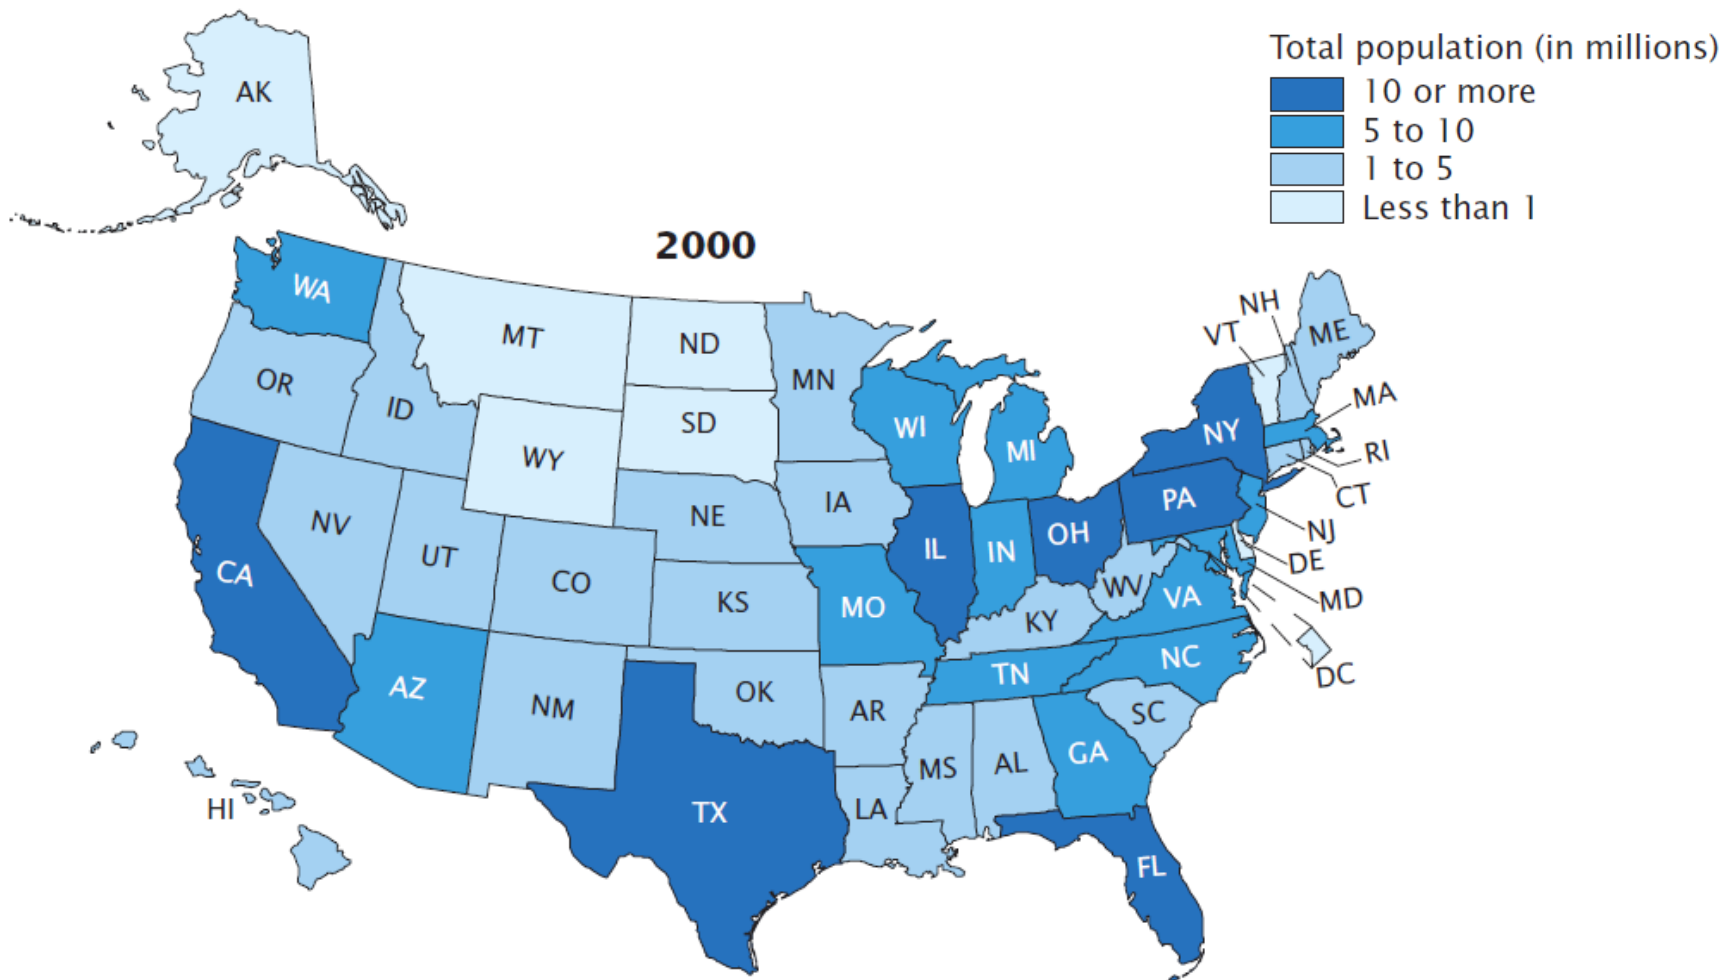 Total population (in millions)
10 or more
5 to 10
1 to 5
Less than 1
2000
AK
WA
MT
ND
MN
OR
ID
SD
WY
WI
MI
VT
NH
ME
MA
NY
RI
CT
PA
NJ
DE
MD
DC
NV
UT
CO
NE
IA
KS
MO
IL
IN
OH
WV
VA
KY
CA
AZ
NM
OK
AR
TN
NC
SC
TX
LA
MS
AL
GA
FL
HI